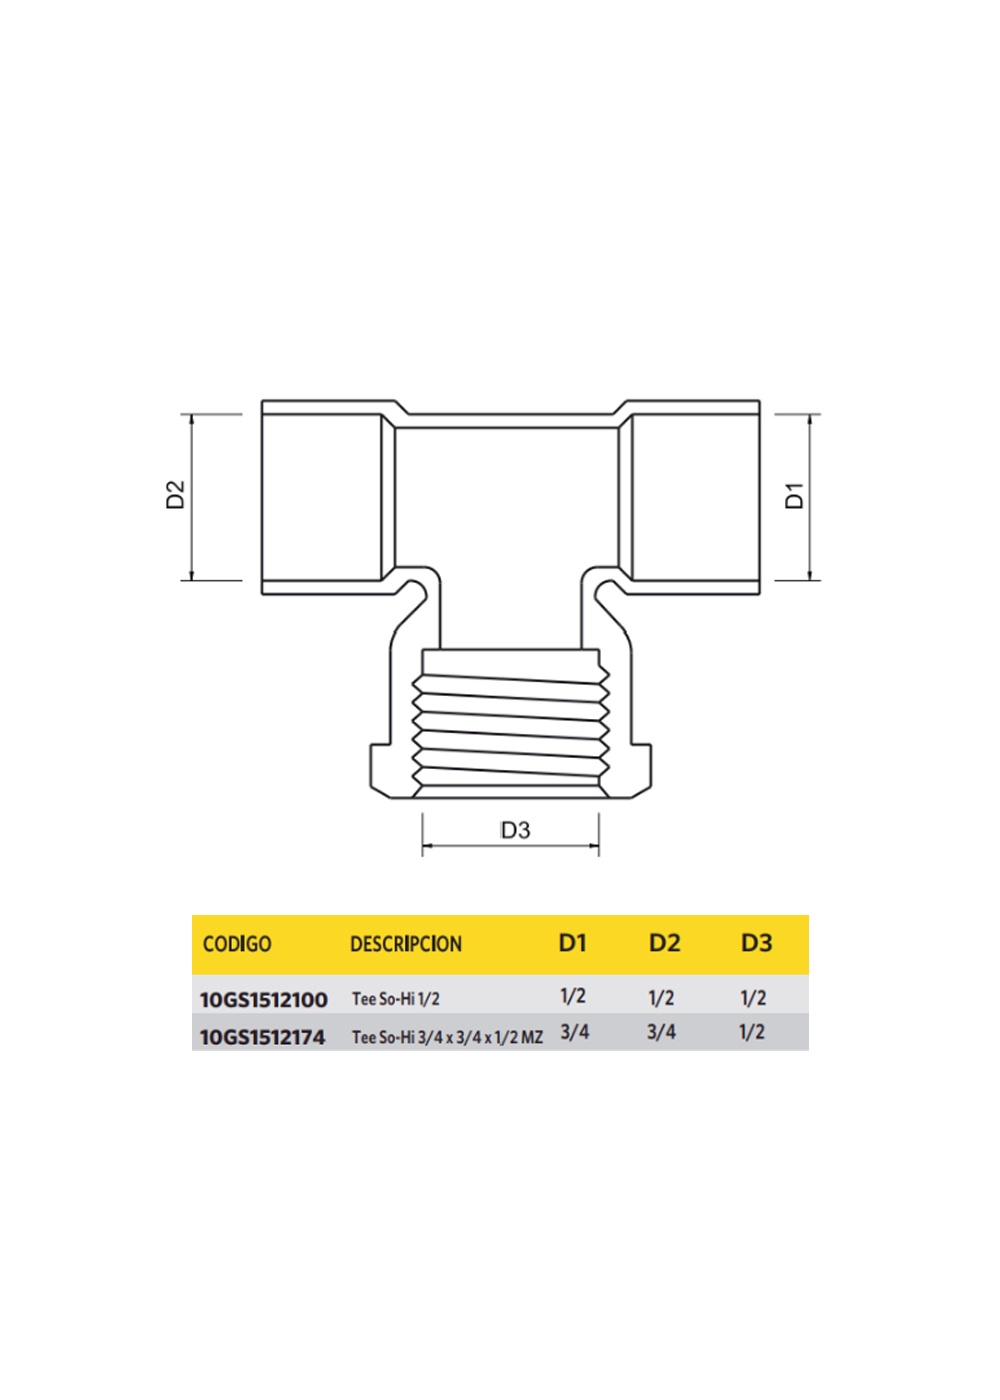 D2
D1
D3
CODIGO DESCRIPCION D1 D2 D3
10GS1512100 Tee So-Hi 1/2 1/2 1/2 1/2
10GS1512174 Tee So-Hi 3/4 x 3/4 x 1/2 MZ 3/4 3/4 1/2